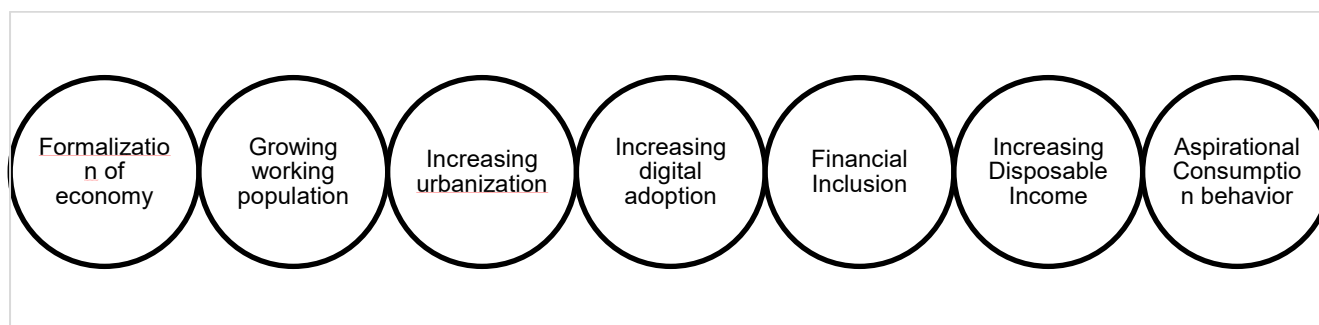 Formalizatio
n of
economy
Growing
working
population
Increasing
urbanization
Increasing
digital
adoption
Financial
Inclusion
Increasing
Disposable
Income
Aspirational
Consumptio
n behavior